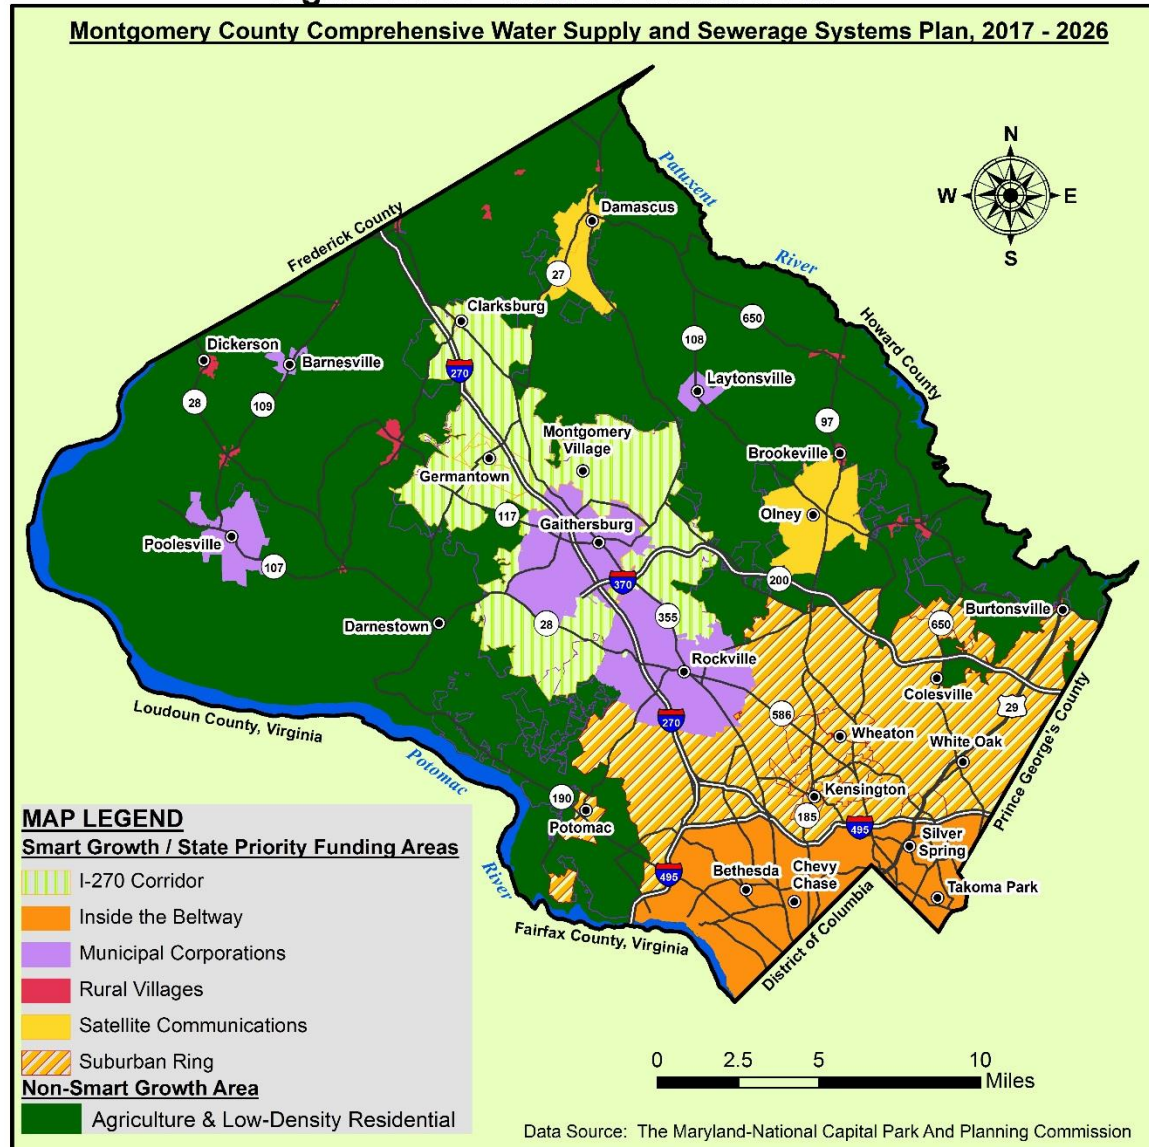 Montgomery County Comprehensive Water Supply and Sewerage Systems Plan, 2017 - 2026
N
W
E
S
Patuxent
River
Frederick County
Howard County
Damascus
27
Clarksburg
270
650
108
Dickerson
Barnesville
28
109
Laytonsville
97
Montgomery
Village
Brookeville
Germantown
117
Gaithersburg
Olney
Poolesville
107
370
200
355
28
Burtonsville
650
Darnestown
Rockville
Colesville
Loudoun County, Virginia
270
586
29
Wheaton
White Oak
Prince George's County
Potomac
River
190
Potomac
Kensington
185
495
Silver
Spring
495
Bethesda
Chevy
Chase
Takoma Park
Fairfax County, Virginia
District of Columbia
MAP LEGEND
Smart Growth / State Priority Funding Areas
I-270 Corridor
Inside the Beltway
Municipal Corporations
Rural Villages
Satellite Communications
Suburban Ring
Non-Smart Growth Area
Agriculture & Low-Density Residential
0 2.5 5 10
Miles
Data Source: The Maryland-National Capital Park And Planning Commission